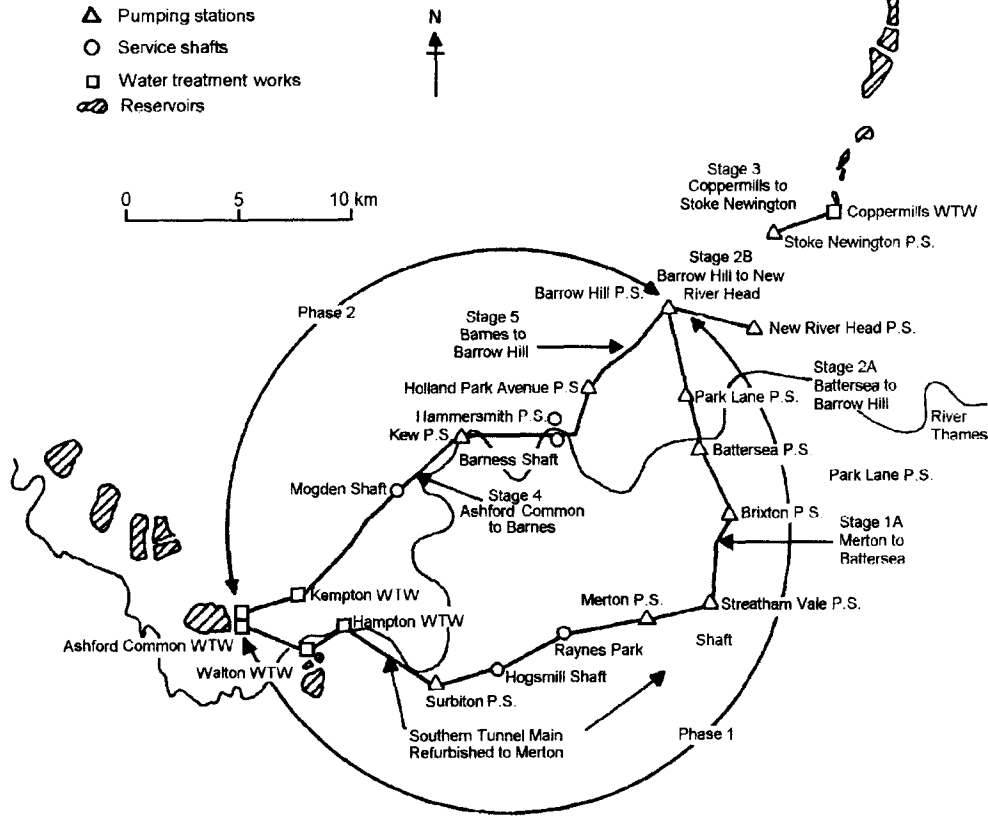 Pumping stations
Service shafts
Water treatment works
Reservoirs
N
0 5 10 km
Stage 3
Coppermills to
Stoke Newington
Coppermills WTW
Stoke Newington P.S.
Stage 2B
Barrow Hill to New
River Head
Barrow Hill P.S.
New River Head P.S.
Phase 2
Stage 5
Barnes to
Barrow Hill
Holland Park Avenue P.S
Park Lane P.S.
Stage 2A
Battersea to
Barrow Hill
River
Thames
Hammersmith P.S.
Kew P.S.
Barness Shaft
Battersea P.S.
Park Lane P.S.
Mogden Shaft
Stage 4
Ashford Common
to Barnes
Brixton P.S.
Stage 1A
Merton to
Battersea
Kempton WTW
Hampton WTW
Merton P.S.
Streatham Vale P.S.
Ashford Common WTW
Raynes Park
Shaft
Walton WTW
Hogsmill Shaft
Surbiton P.S.
Southern Tunnel Main
Refurbished to Merton
Phase 1